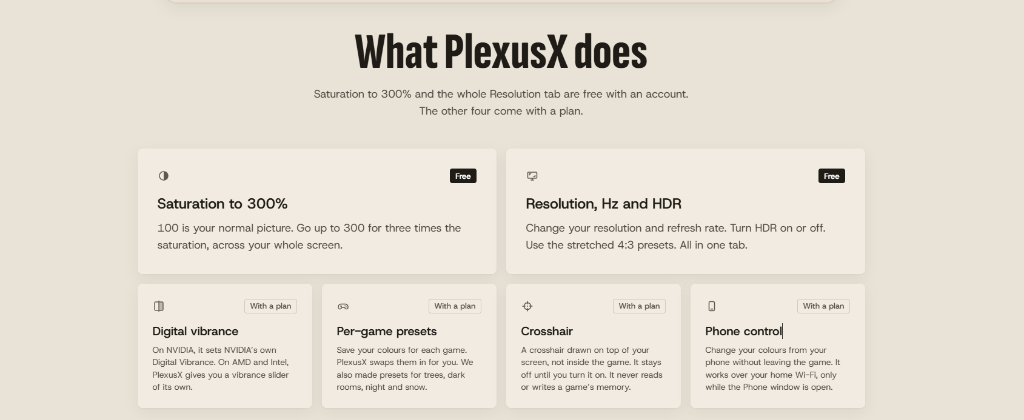 What PlexusX does
Saturation to 300% and the whole Resolution tab are free with an account.
The other four come with a plan.
Free
Saturation to 300%
100 is your normal picture. Go up to 300 for three times the
saturation, across your whole screen.
Free
Resolution, Hz and HDR
Change your resolution and refresh rate. Turn HDR on or off.
Use the stretched 4:3 presets. All in one tab.
With a plan
Digital vibrance
On NVIDIA, it sets NVIDIA's own
Digital Vibrance. On AMD and Intel,
PlexusX gives you a vibrance slider
of its own.
With a plan
Per-game presets
Save your colours for each game.
PlexusX swaps them in for you. We
also made presets for trees, dark
rooms, night and snow.
With a plan
Crosshair
A crosshair drawn on top of your
screen, not inside the game. It stays
off until you turn it on. It never reads
or writes a game's memory.
With a plan
Phone control
Change your colours from your
phone without leaving the game. It
works over your home Wi-Fi, only
while the Phone window is open.